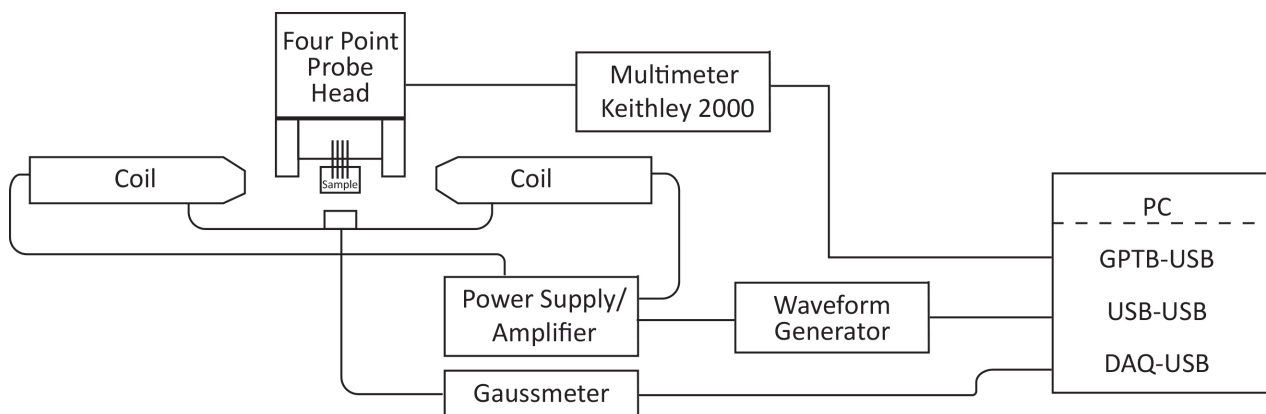 Four Point
Probe
Head
Multimeter
Keithley 2000
Coil
Sample
Coil
PC
GPTB-USB
Power Supply/
Amplifier
Waveform
Generator
USB-USB
DAQ-USB
Gaussmeter